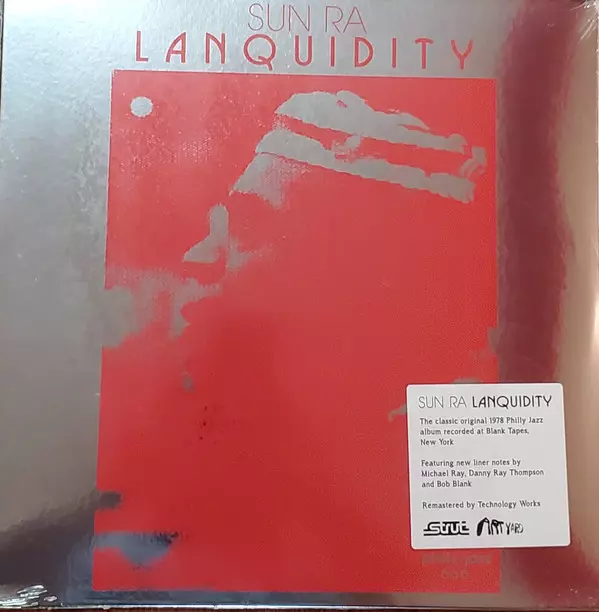 SUN RA
LANQUIDITY
SUN RA LANQUIDITY
The classic original 1978 Philly Jazz
album recorded at Blank Tapes,
New York
Featuring new liner notes by
Michael Ray, Danny Ray Thompson
and Bob Blank
Remastered by Technology Works
Strut ART YARD
666